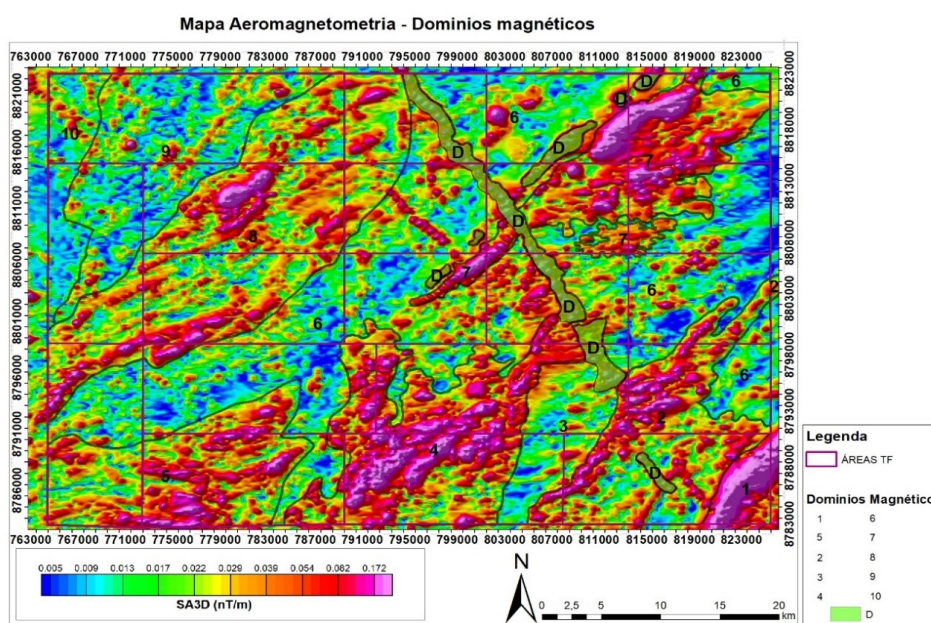 Mapa Aeromagnetometria - Dominios magnéticos
763000 767000 771000 775000 779000 783000 787000 791000 795000 799000 803000 807000 811000 815000 819000 823000
8821000 8816000 8811000 8806000 8801000 8796000 8791000 8786000
8823000 8818000 8813000 8808000 8803000 8798000 8793000 8788000 8783000
D 6
D
10 6
9 D D 7
D
8 7
D 7 6 2
6 D
D
6
3 2
4
5 D
1
763000 767000 771000 775000 779000 783000 787000 791000 795000 799000 803000 807000 811000 815000 819000 823000
0.005 0.009 0.013 0.017 0.022 0.029 0.039 0.054 0.082 0.172
SA3D (nT/m)
N
0 2,5 5 10 15 20
km
Legenda
ÁREAS TF
Dominios Magnético
1 6
5 7
2 8
3 9
4 10
D